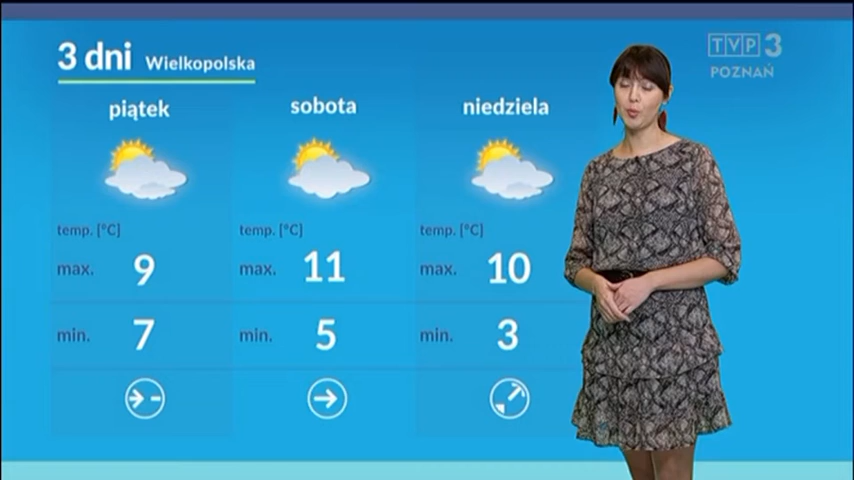 3 dni Wielkopolska
TVP3
POZNAŃ
piątek sobota niedziela
temp. [°C] temp. [°C] temp. [°C]
max. 9 max. 11 max. 10
min. 7 min. 5 min. 3